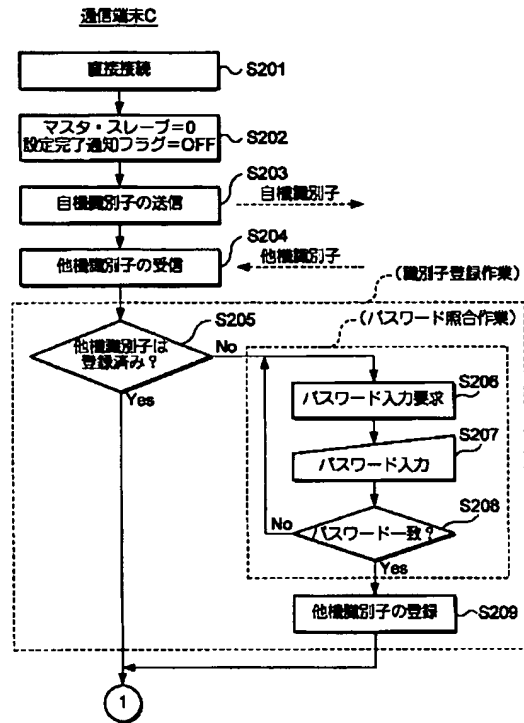 通信端末C
直接接続
S201
マスタ・スレーブ=0
設定完了通知フラグ=OFF
S202
S203
自機識別子の送信
自機識別子
S204
他機識別子の受信
他機識別子
(識別子登録作業)
S205
(パスワード照合作業)
他機識別子は
登録済み?
No
Yes
S206
パスワード入力要求
S207
パスワード入力
S208
パスワード一致?
No
Yes
他機識別子の登録
S209
1